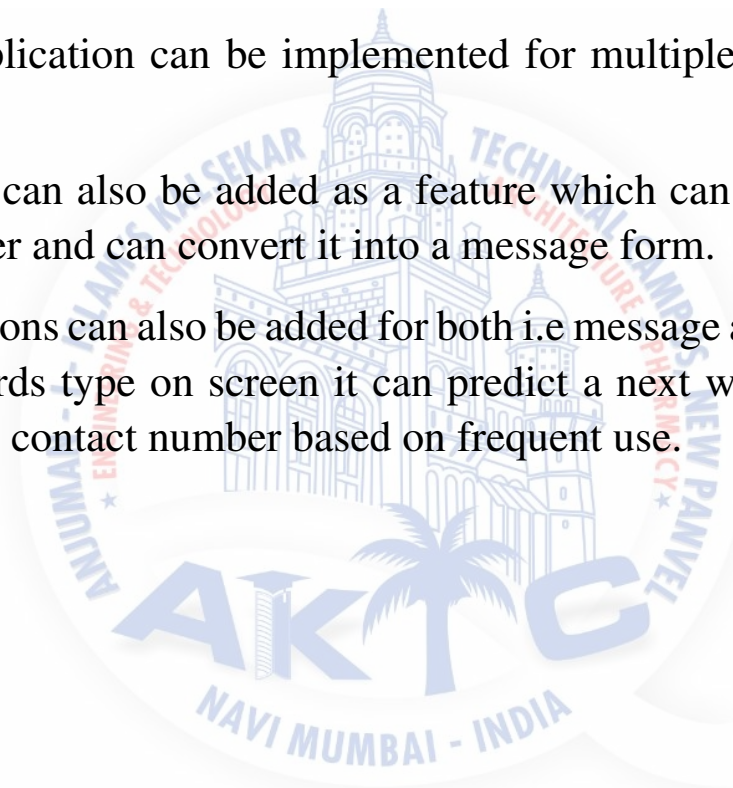 plication can be implemented for multiple
can also be added as a feature which can
er and can convert it into a message form.
ons can also be added for both i.e message a
rds type on screen it can predict a next w
contact number based on frequent use.
ANJUMAN-I-ISLAM'S KALSEKAR TECHNICAL CAMPUS NEW PANVEL
ENGINEERING & TECHNOLOGY ARCHITECTURE PHARMACY
AKTC
NAVI MUMBAI - INDIA